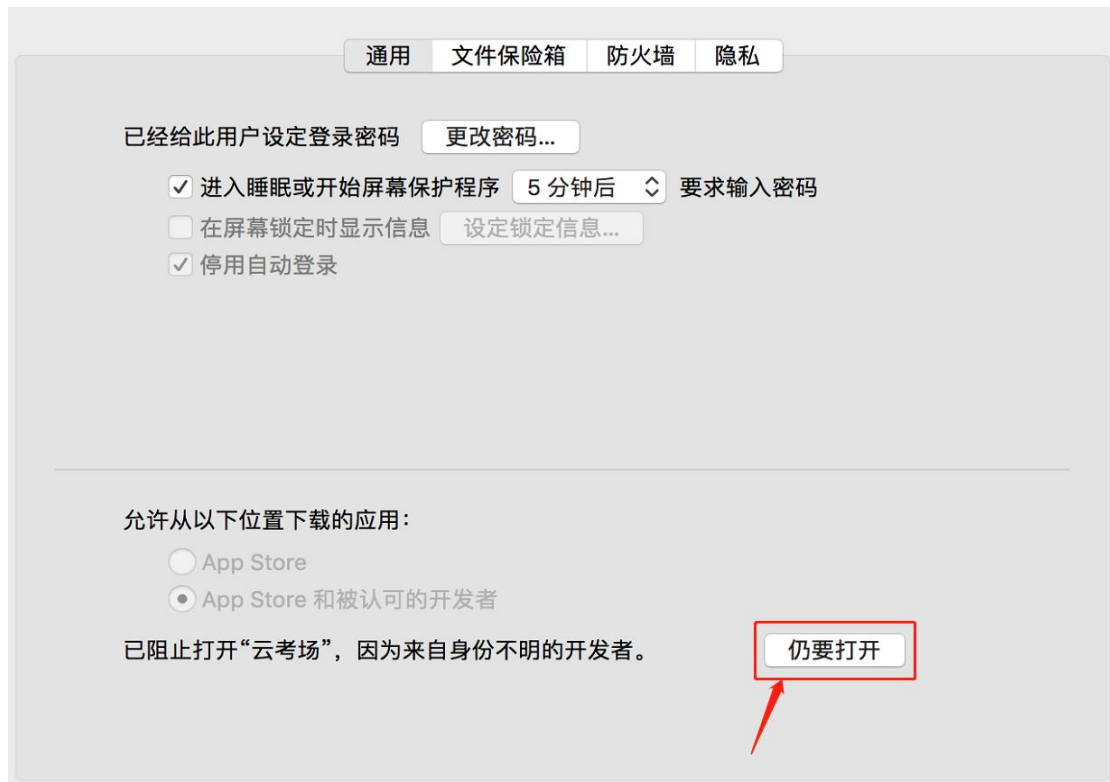 通用 文件保险箱 防火墙 隐私
已经给此用户设定登录密码 更改密码...
进入睡眠或开始屏幕保护程序 5 分钟后 要求输入密码
在屏幕锁定时显示信息 设定锁定信息...
停用自动登录
允许从以下位置下载的应用：
App Store
App Store 和被认可的开发者
已阻止打开“云考场”，因为来自身份不明的开发者。 仍要打开